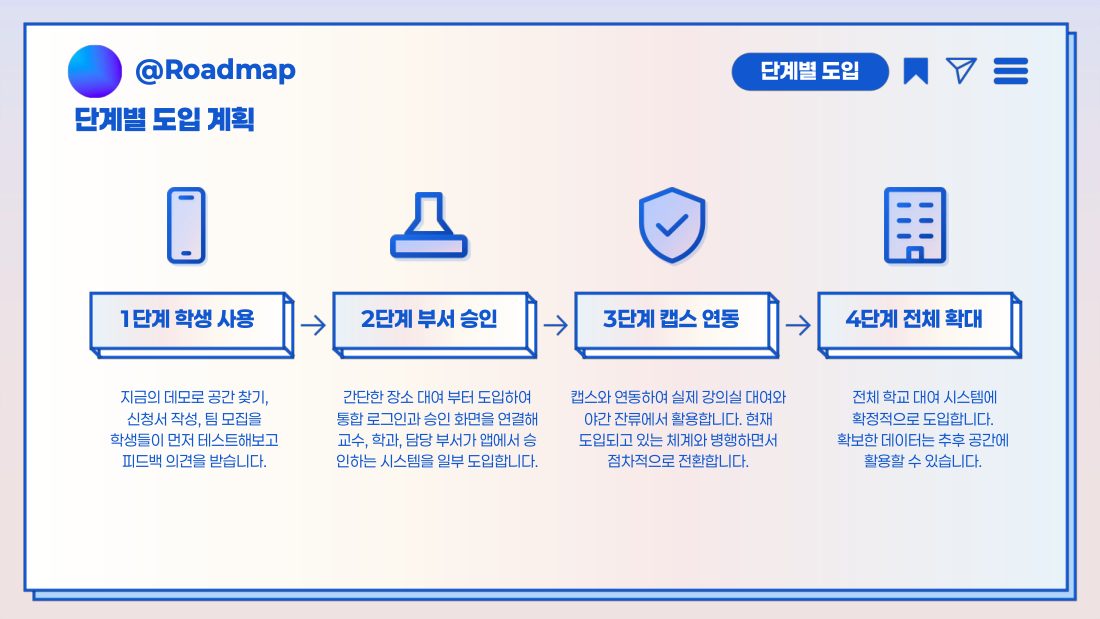 @Roadmap
단계별 도입
단계별 도입 계획
1단계 학생 사용
2단계 부서 승인
3단계 캡스 연동
4단계 전체 확대
지금의 데모로 공간 찾기,
신청서 작성, 팀 모집을
학생들이 먼저 테스트해보고
피드백 의견을 받습니다.
간단한 장소 대여 부터 도입하여
통합 로그인과 승인 화면을 연결해
교수, 학과, 담당 부서가 앱에서 승
인하는 시스템을 일부 도입합니다.
캡스와 연동하여 실제 강의실 대여와
야간 잔류에서 활용합니다. 현재
도입되고 있는 체계와 병행하면서
점차적으로 전환합니다.
전체 학교 대여 시스템에
확정적으로 도입합니다.
확보한 데이터는 추후 공간에
활용할 수 있습니다.